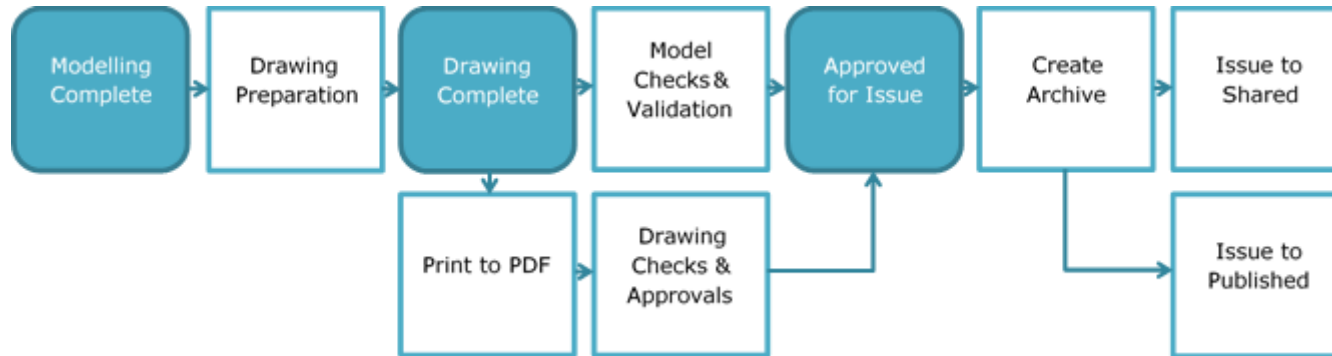 Modelling
Complete
Drawing
Preparation
Drawing
Complete
Model
Checks &
Validation
Approved
for Issue
Create
Archive
Issue to
Shared
Print to PDF
Drawing
Checks &
Approvals
Issue to
Published